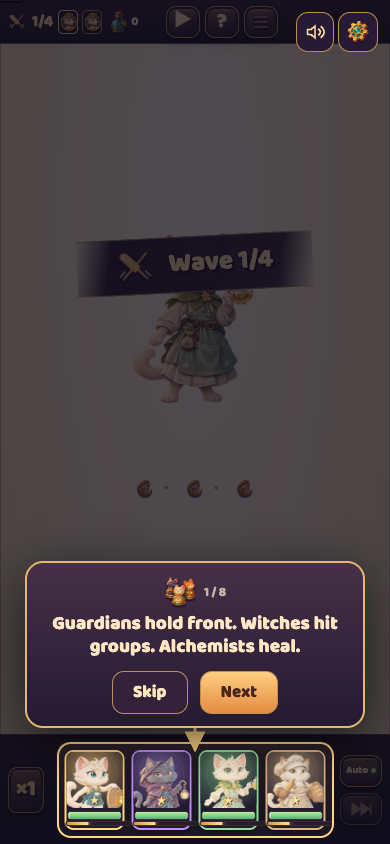 1/4
0
?
Wave 1/4
1/8
Guardians hold front. Witches hit
groups. Alchemists heal.
Skip
Next
x1
Auto